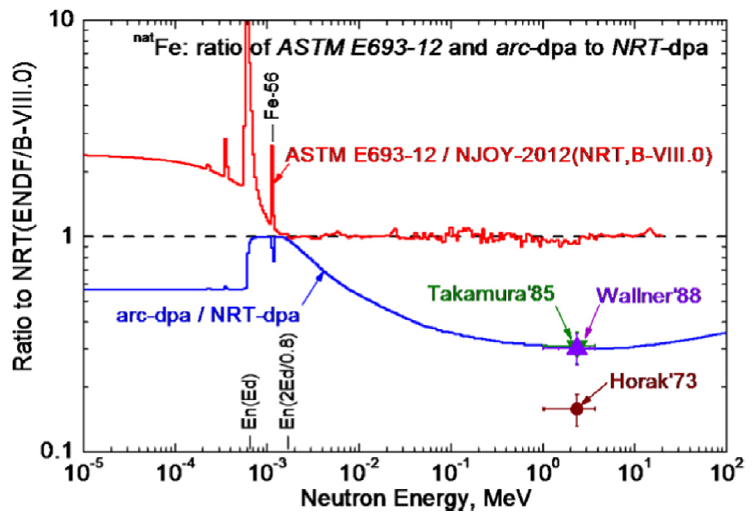 natFe: ratio of ASTM E693-12 and arc-dpa to NRT-dpa
10
1
0.1
Ratio to NRT(ENDF/B-VIII.0)
Fe-56
ASTM E693-12 / NJOY-2012(NRT,B-VIII.0)
arc-dpa / NRT-dpa
Takamura'85
Wallner'88
Horak'73
En(Ed)
En(2Ed/0.8)
10-5 10-4 10-3 10-2 10-1 100 101 102
Neutron Energy, MeV